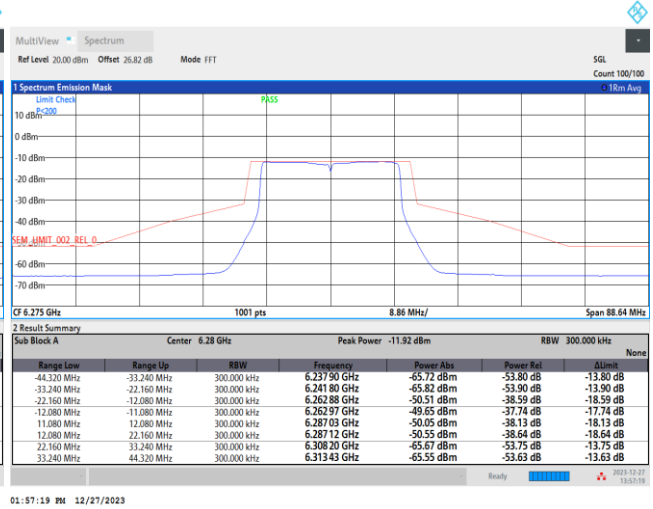 MultiView Spectrum
Ref Level 20.00 dBm Offset 26.82 dB Mode FFT SGL
Count 100/100
1 Spectrum Emission Mask 1Rm Avg
Limit Check PASS
P<200
10 dBm
0 dBm
-10 dBm
-20 dBm
-30 dBm
-40 dBm
SEM_LIMIT_002_REL_0
-60 dBm
-70 dBm
CF 6.275 GHz 1001 pts 8.86 MHz/ Span 88.64 MHz
2 Result Summary
Sub Block A Center 6.28 GHz Peak Power -11.92 dBm RBW 300.000 kHz
None
Range Low Range Up RBW Frequency Power Abs Power Rel ΔLimit
-44.320 MHz -33.240 MHz 300.000 kHz 6.237 90 GHz -65.72 dBm -53.80 dB -13.80 dB
-33.240 MHz -22.160 MHz 300.000 kHz 6.241 80 GHz -65.82 dBm -53.90 dB -13.90 dB
-22.160 MHz -12.080 MHz 300.000 kHz 6.262 88 GHz -50.51 dBm -38.59 dB -18.59 dB
-12.080 MHz -11.080 MHz 300.000 kHz 6.262 97 GHz -49.65 dBm -37.74 dB -17.74 dB
11.080 MHz 12.080 MHz 300.000 kHz 6.287 03 GHz -50.05 dBm -38.13 dB -18.13 dB
12.080 MHz 22.160 MHz 300.000 kHz 6.287 12 GHz -50.55 dBm -38.64 dB -18.64 dB
22.160 MHz 33.240 MHz 300.000 kHz 6.308 20 GHz -65.67 dBm -53.75 dB -13.75 dB
33.240 MHz 44.320 MHz 300.000 kHz 6.313 43 GHz -65.55 dBm -53.63 dB -13.63 dB
Ready 2023-12-27
13:57:19
01:57:19 PM 12/27/2023